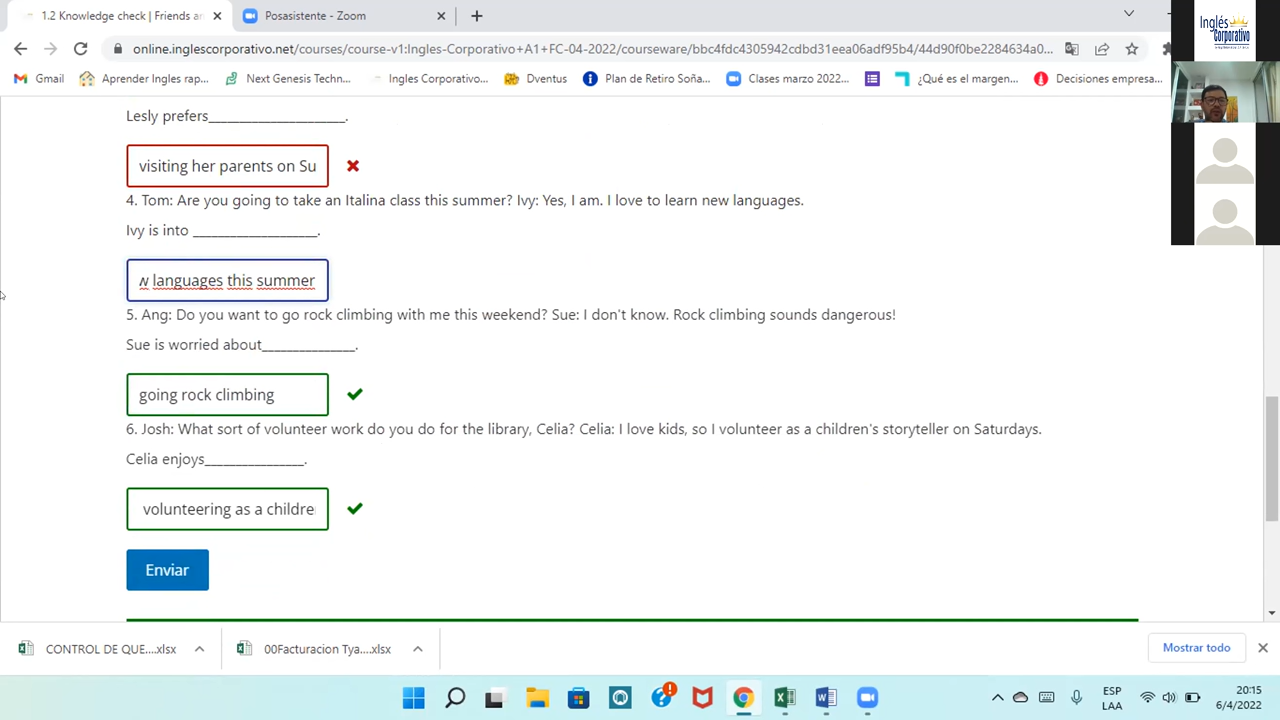 1.2 Knowledge check | Friends a
Posasistente - Zoom
online.inglescorporativo.net/courses/course-v1:Ingles-Corporativo+A1+FC-04-2022/courseware/bbc4fdc4305942cdbd31eea06adf95b4/44d90f0be2284634a0...
Gmail
Aprender Ingles rap...
Next Genesis Techn...
Ingles Corporativo...
Dventus
Plan de Retiro Soña...
Clases marzo 2022...
¿Qué es el margen...
Decisiones empresa...
Inglés
Corporativo
Lesly prefers____________________.
visiting her parents on Su
4. Tom: Are you going to take an Italina class this summer? Ivy: Yes, I am. I love to learn new languages.
Ivy is into __________________.
w languages this summer
5. Ang: Do you want to go rock climbing with me this weekend? Sue: I don't know. Rock climbing sounds dangerous!
Sue is worried about______________.
going rock climbing
6. Josh: What sort of volunteer work do you do for the library, Celia? Celia: I love kids, so I volunteer as a children's storyteller on Saturdays.
Celia enjoys_______________.
volunteering as a childre
Enviar
CONTROL DE QUE....xlsx
00Facturacion Tya....xlsx
Mostrar todo
ESP
LAA
20:15
6/4/2022